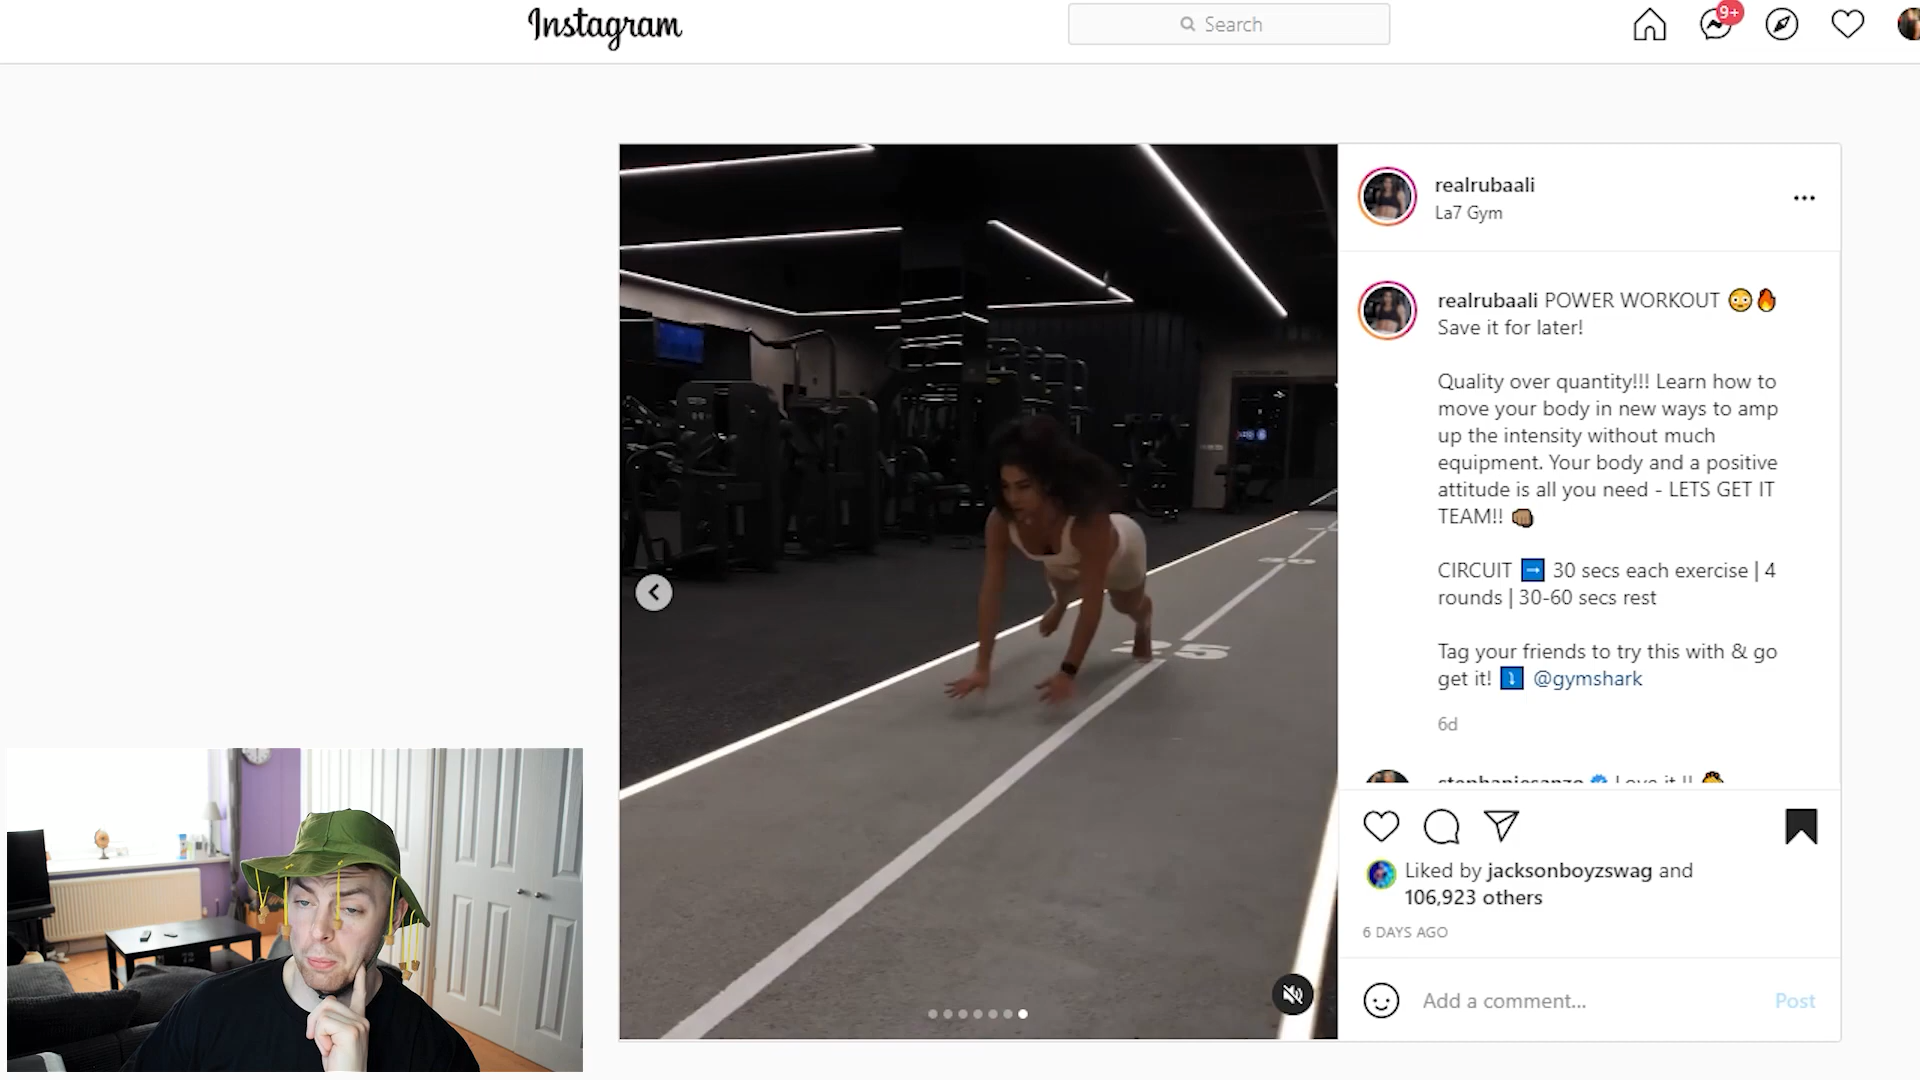 Instagram
Search
9+
realrubaali
La7 Gym
realrubaali POWER WORKOUT 😳🔥
Save it for later!
Quality over quantity!!! Learn how to
move your body in new ways to amp
up the intensity without much
equipment. Your body and a positive
attitude is all you need - LETS GET IT
TEAM!! 👊🏽
CIRCUIT ➡️ 30 secs each exercise | 4
rounds | 30-60 secs rest
Tag your friends to try this with & go
get it! ⤵️ @gymshark
6d
stephaniesanzo Love it !!
25
Liked by jacksonboyzswag and
106,923 others
6 DAYS AGO
Add a comment... Post